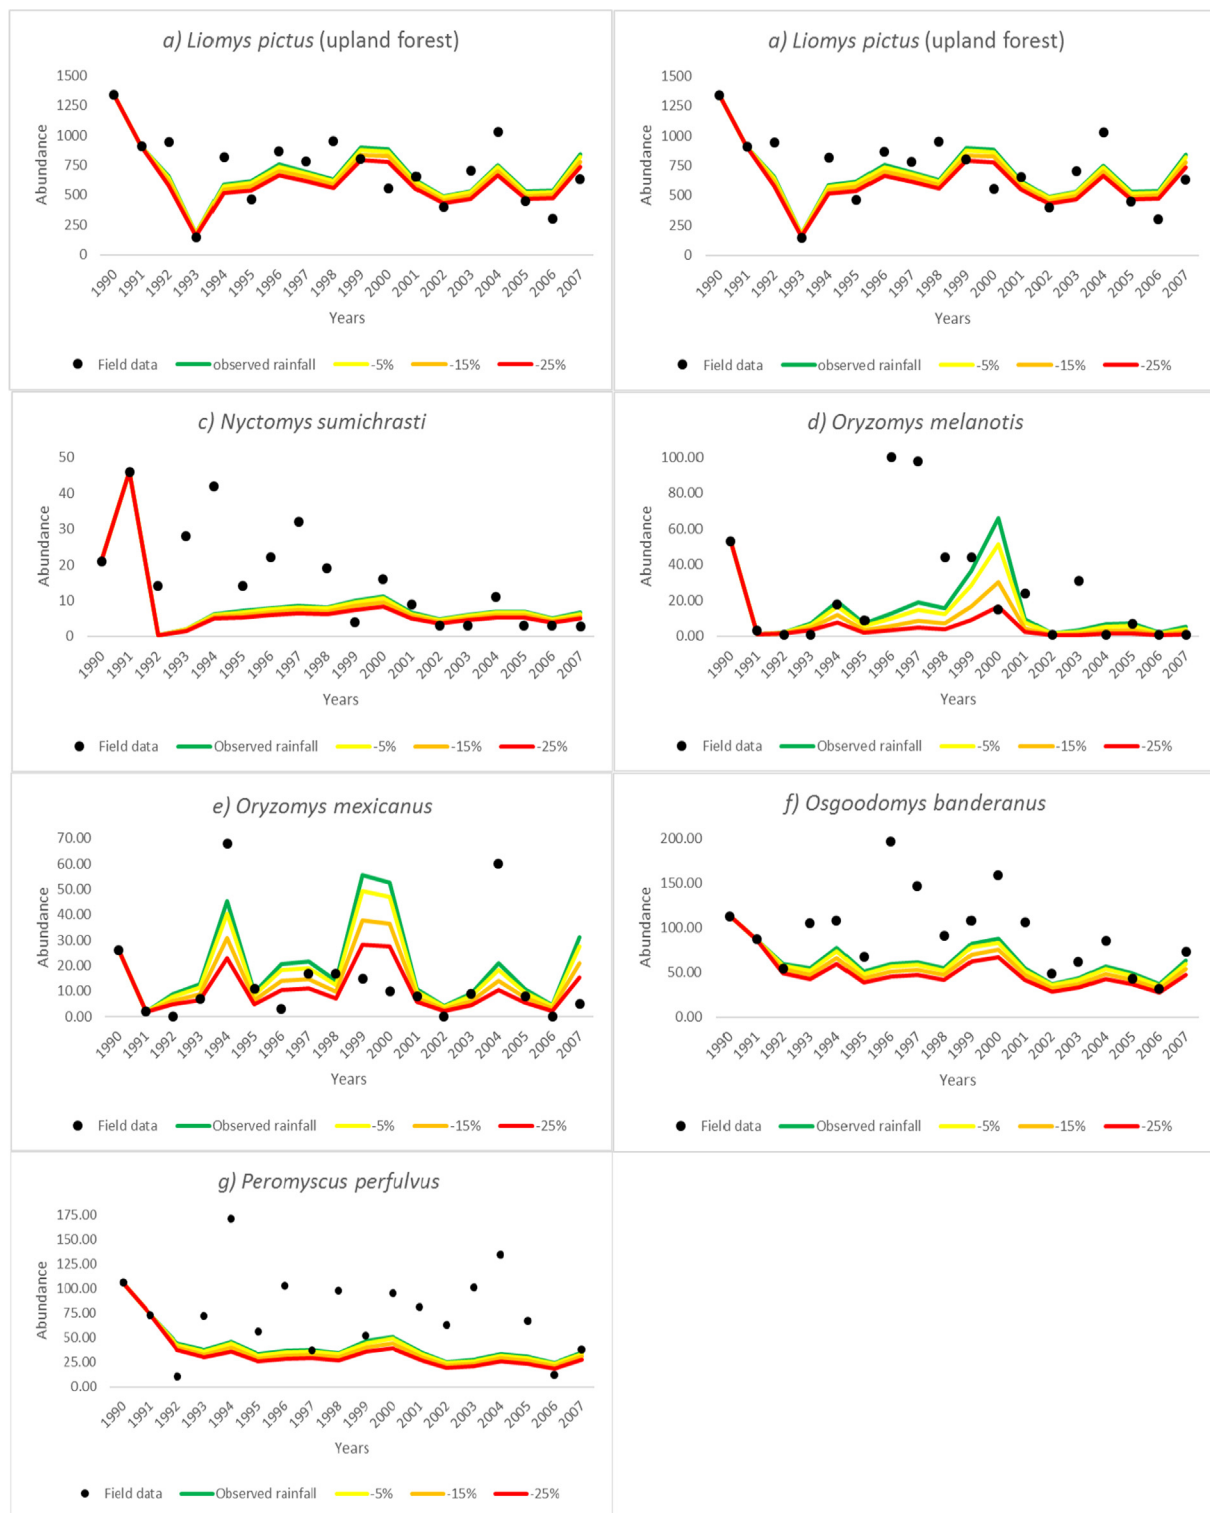 a) Liomys pictus (upland forest)
1500
1250
1000
750
500
250
0
Abundance
1990 1991 1992 1993 1994 1995 1996 1997 1998 1999 2000 2001 2002 2003 2004 2005 2006 2007
Years
Field data observed rainfall -5% -15% -25%
a) Liomys pictus (upland forest)
1500
1250
1000
750
500
250
0
Abundance
1990 1991 1992 1993 1994 1995 1996 1997 1998 1999 2000 2001 2002 2003 2004 2005 2006 2007
Years
Field data observed rainfall -5% -15% -25%
c) Nyctomys sumichrasti
50
40
30
20
10
0
Abundance
1990 1991 1992 1993 1994 1995 1996 1997 1998 1999 2000 2001 2002 2003 2004 2005 2006 2007
Years
Field data Observed rainfall -5% -15% -25%
d) Oryzomys melanotis
100.00
80.00
60.00
40.00
20.00
0.00
Abundance
1990 1991 1992 1993 1994 1995 1996 1997 1998 1999 2000 2001 2002 2003 2004 2005 2006 2007
Years
Field data Observed rainfall -5% -15% -25%
e) Oryzomys mexicanus
70.00
60.00
50.00
40.00
30.00
20.00
10.00
0.00
Abundance
1990 1991 1992 1993 1994 1995 1996 1997 1998 1999 2000 2001 2002 2003 2004 2005 2006 2007
Years
Field data Observed rainfall -5% -15% -25%
f) Osgoodomys banderanus
200.00
150.00
100.00
50.00
0.00
Abundance
1990 1991 1992 1993 1994 1995 1996 1997 1998 1999 2000 2001 2002 2003 2004 2005 2006 2007
Years
Field data Observed rainfall -5% -15% -25%
g) Peromyscus perfulvus
175.00
150.00
125.00
100.00
75.00
50.00
25.00
0.00
Abundance
1990 1991 1992 1993 1994 1995 1996 1997 1998 1999 2000 2001 2002 2003 2004 2005 2006 2007
Years
Field data Observed rainfall -5% -15% -25%